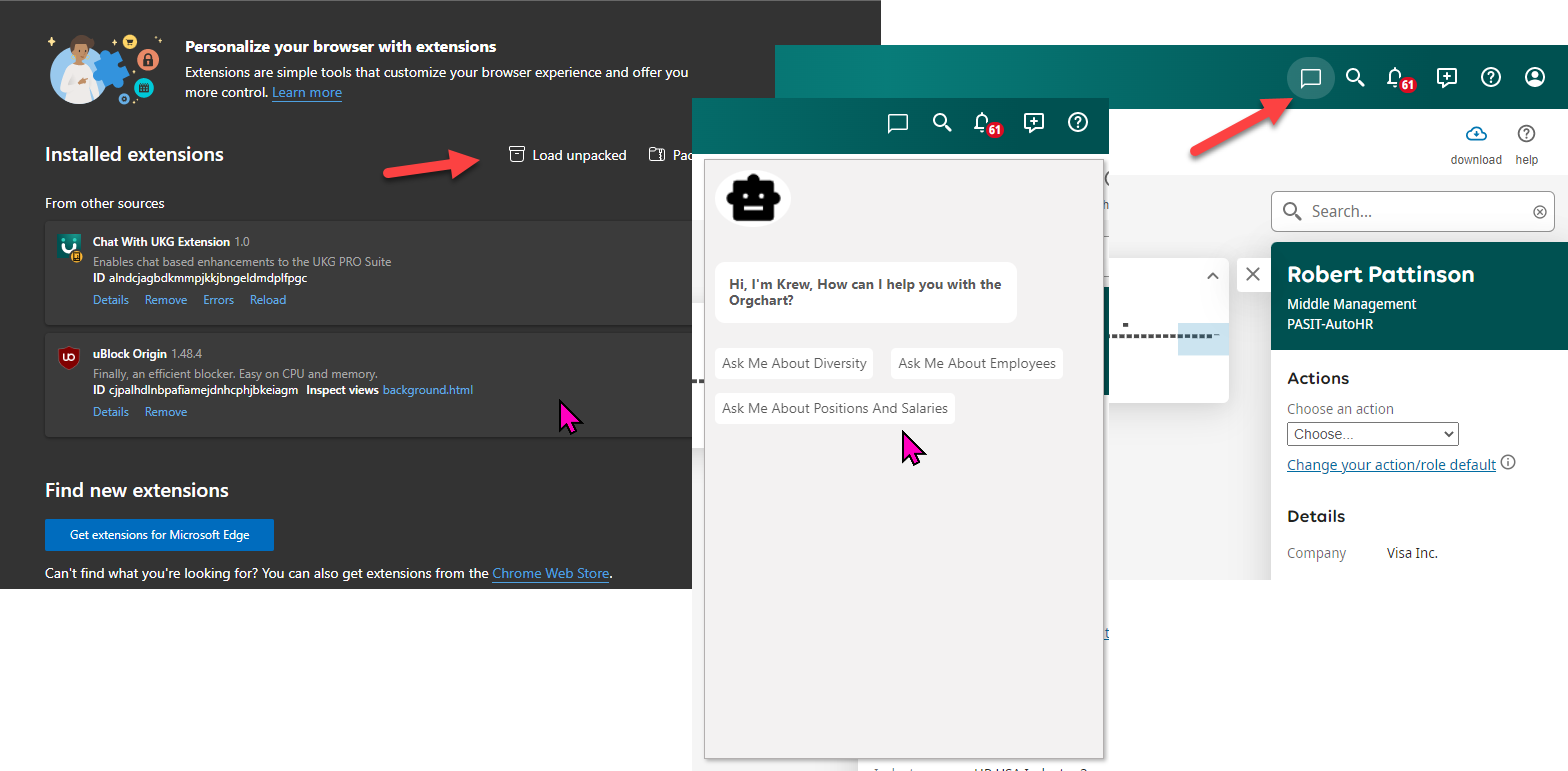 Personalize your browser with extensions
Extensions are simple tools that customize your browser experience and offer you
more control. Learn more
Installed extensions
Load unpacked
From other sources
Chat With UKG Extension 1.0
Enables chat based enhancements to the UKG PRO Suite
ID alndcjagbdkmmpjkkjbngeldmdplfpgc
Details Remove Errors Reload
uBlock Origin 1.48.4
Finally, an efficient blocker. Easy on CPU and memory.
ID cjpalhdlnbpafiamejdnhcphjbkeiagm Inspect views background.html
Details Remove
Find new extensions
Get extensions for Microsoft Edge
Can't find what you're looking for? You can also get extensions from the Chrome Web Store.
61
Hi, I'm Krew, How can I help you with the
Orgchart?
Ask Me About Diversity
Ask Me About Employees
Ask Me About Positions And Salaries
61
download
help
Search...
Robert Pattinson
Middle Management
PASIT-AutoHR
Actions
Choose an action
Choose...
Change your action/role default
Details
Company Visa Inc.